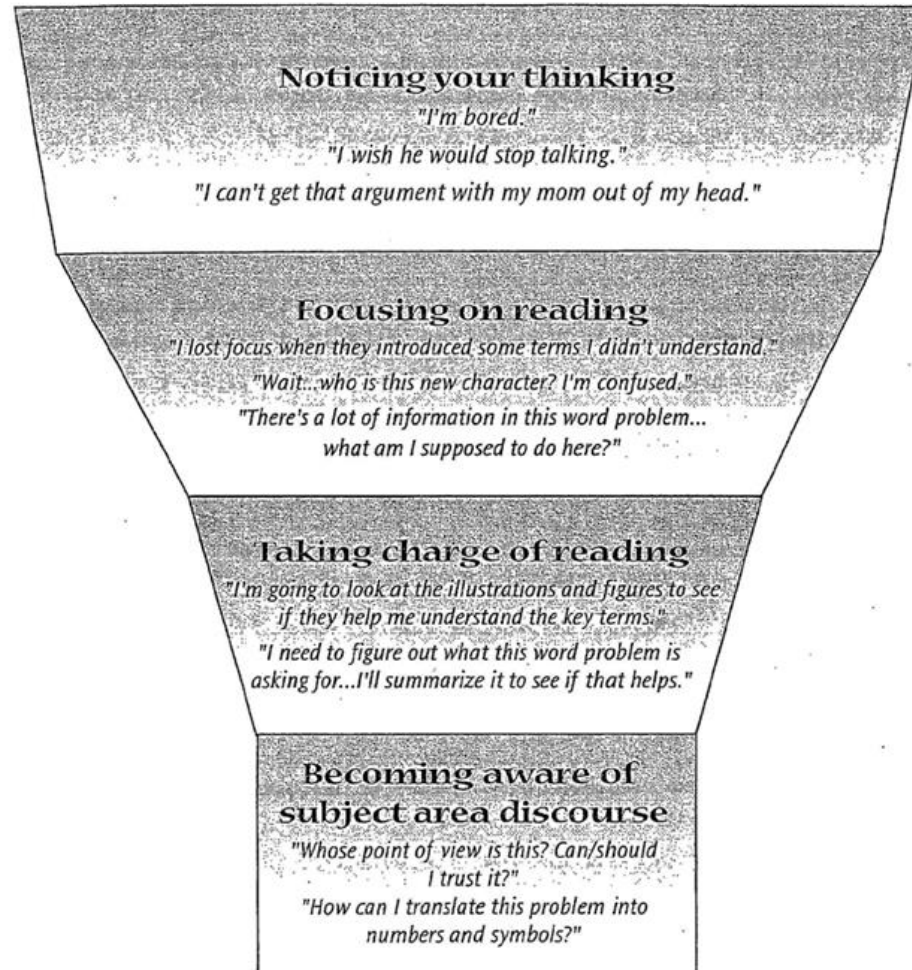 Noticing your thinking
"I'm bored."
"I wish he would stop talking."
"I can't get that argument with my mom out of my head."
Focusing on reading
"I lost focus when they introduced some terms I didn't understand."
"Wait...who is this new character? I'm confused."
"There's a lot of information in this word problem...
what am I supposed to do here?"
Taking charge of reading
"I'm going to look at the illustrations and figures to see
if they help me understand the key terms."
"I need to figure out what this word problem is
asking for...I'll summarize it to see if that helps."
Becoming aware of
subject area discourse
"Whose point of view is this? Can/should
I trust it?"
"How can I translate this problem into
numbers and symbols?"